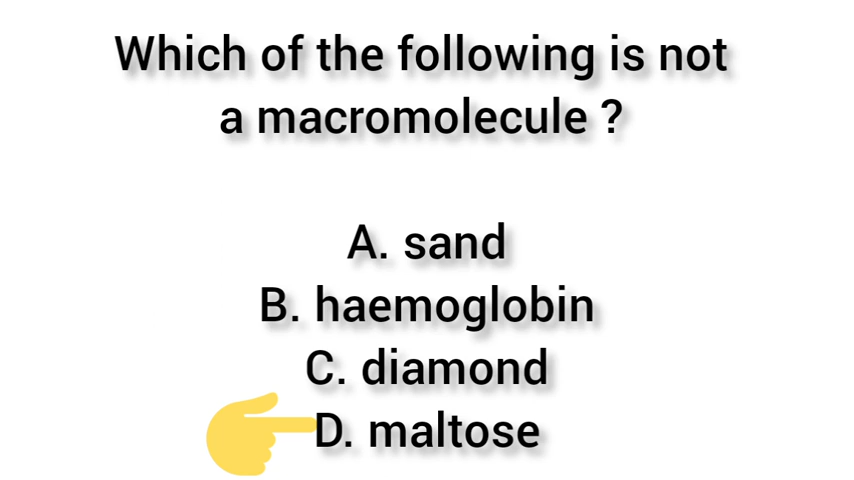 Which of the following is not
a macromolecule ?
A. sand
B. haemoglobin
C. diamond
D. maltose